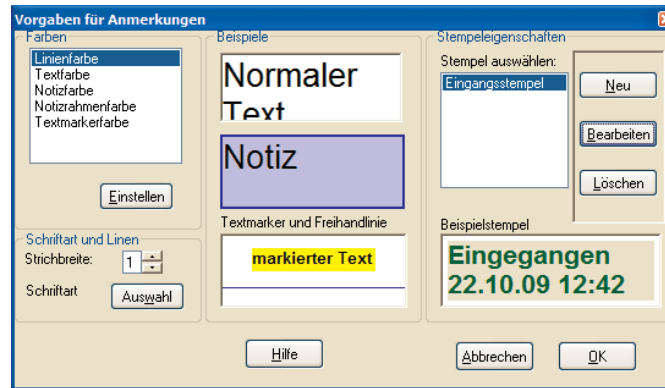 Vorgaben für Anmerkungen
Farben
Linienfarbe
Textfarbe
Notizfarbe
Notizrahmenfarbe
Textmarkerfarbe
Einstellen
Schriftart und Linen
Strichbreite: 1
Schriftart Auswahl
Beispiele
Normaler
Text
Notiz
Textmarker und Freihandlinie
markierter Text
Stempeleigenschaften
Stempel auswählen:
Eingangsstempel
Neu
Bearbeiten
Löschen
Beispielstempel
Eingegangen
22.10.09 12:42
Hilfe
Abbrechen
OK